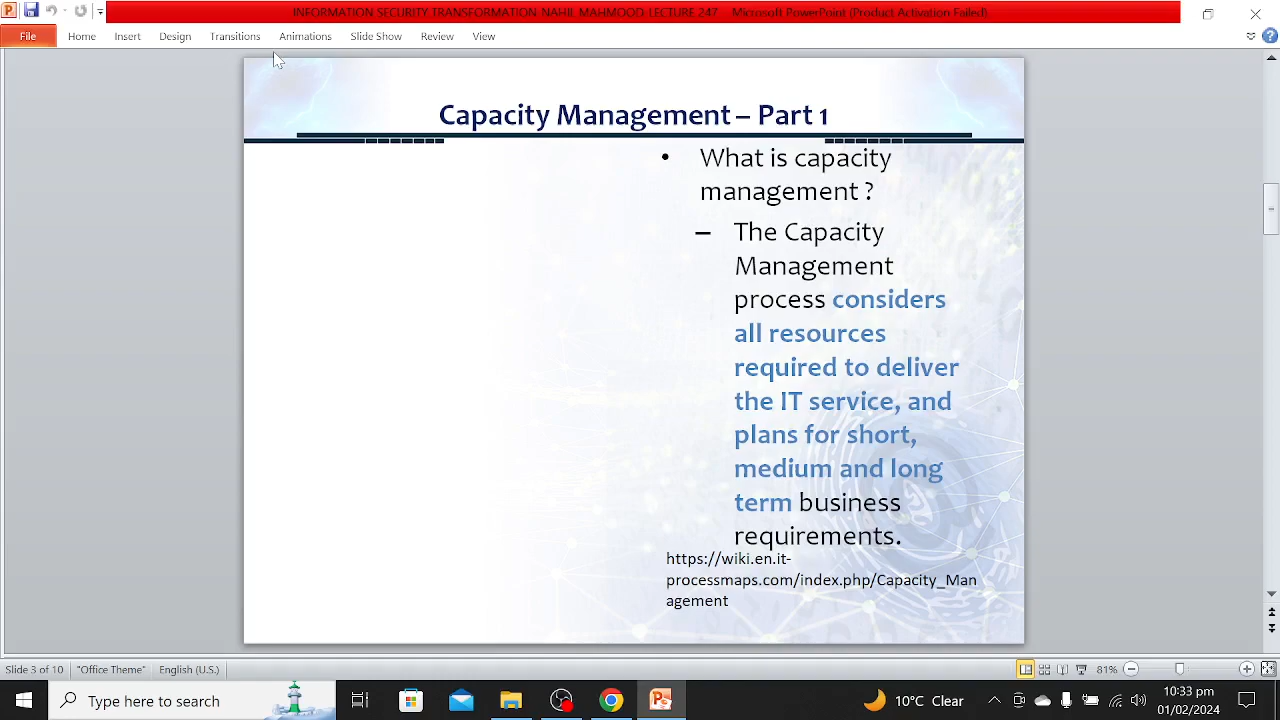 INFORMATION SECURITY TRANSFORMATION-NAHIL MAHMOOD-LECTURE 247 - Microsoft PowerPoint (Product Activation Failed)
File Home Insert Design Transitions Animations Slide Show Review View
Capacity Management – Part 1
• What is capacity
management ?
– The Capacity
Management
process considers
all resources
required to deliver
the IT service, and
plans for short,
medium and long
term business
requirements.
https://wiki.en.it-
processmaps.com/index.php/Capacity_Man
agement
Slide 3 of 10 "Office Theme" English (U.S.) 81%
Type here to search 10°C Clear 10:33 pm
01/02/2024